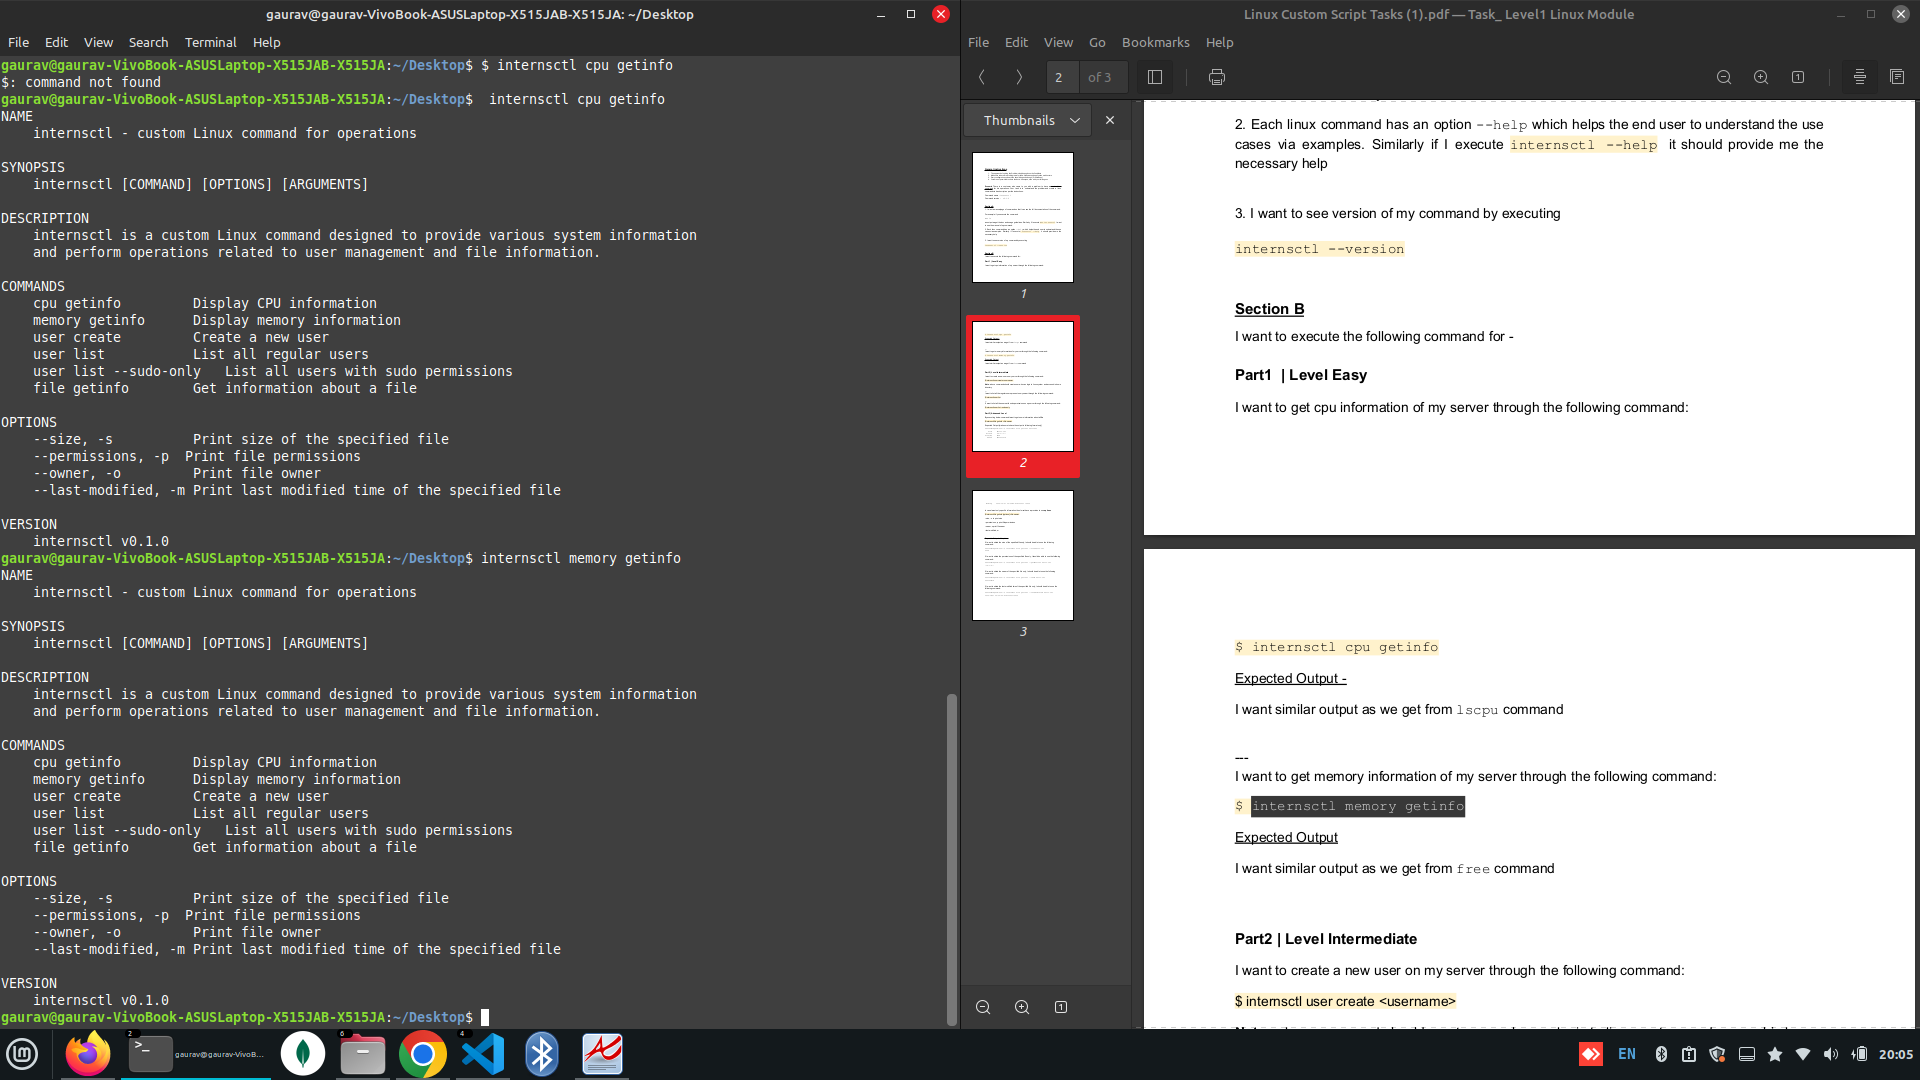 gaurav@gaurav-VivoBook-ASUSLaptop-X515JAB-X515JA: ~/Desktop
File Edit View Search Terminal Help
gaurav@gaurav-VivoBook-ASUSLaptop-X515JAB-X515JA:~/Desktop$ $ internsctl cpu getinfo
$: command not found
gaurav@gaurav-VivoBook-ASUSLaptop-X515JAB-X515JA:~/Desktop$  internsctl cpu getinfo
NAME
    internsctl - custom Linux command for operations
SYNOPSIS
    internsctl [COMMAND] [OPTIONS] [ARGUMENTS]
DESCRIPTION
    internsctl is a custom Linux command designed to provide various system information
    and perform operations related to user management and file information.
COMMANDS
    cpu getinfo         Display CPU information
    memory getinfo      Display memory information
    user create         Create a new user
    user list           List all regular users
    user list --sudo-only   List all users with sudo permissions
    file getinfo        Get information about a file
OPTIONS
    --size, -s          Print size of the specified file
    --permissions, -p  Print file permissions
    --owner, -o         Print file owner
    --last-modified, -m Print last modified time of the specified file
VERSION
    internsctl v0.1.0
gaurav@gaurav-VivoBook-ASUSLaptop-X515JAB-X515JA:~/Desktop$ internsctl memory getinfo
NAME
    internsctl - custom Linux command for operations
SYNOPSIS
    internsctl [COMMAND] [OPTIONS] [ARGUMENTS]
DESCRIPTION
    internsctl is a custom Linux command designed to provide various system information
    and perform operations related to user management and file information.
COMMANDS
    cpu getinfo         Display CPU information
    memory getinfo      Display memory information
    user create         Create a new user
    user list           List all regular users
    user list --sudo-only   List all users with sudo permissions
    file getinfo        Get information about a file
OPTIONS
    --size, -s          Print size of the specified file
    --permissions, -p  Print file permissions
    --owner, -o         Print file owner
    --last-modified, -m Print last modified time of the specified file
VERSION
    internsctl v0.1.0
gaurav@gaurav-VivoBook-ASUSLaptop-X515JAB-X515JA:~/Desktop$
Linux Custom Script Tasks (1).pdf — Task_ Level1 Linux Module
File Edit View Go Bookmarks Help
2 of 3
Thumbnails
1
2
3
2. Each linux command has an option --help which helps the end user to understand the use
cases via examples. Similarly if I execute internsctl --help it should provide me the
necessary help
3. I want to see version of my command by executing
internsctl --version
Section B
I want to execute the following command for -
Part1 | Level Easy
I want to get cpu information of my server through the following command:
$ internsctl cpu getinfo
Expected Output -
I want similar output as we get from lscpu command
---
I want to get memory information of my server through the following command:
$ internsctl memory getinfo
Expected Output
I want similar output as we get from free command
Part2 | Level Intermediate
I want to create a new user on my server through the following command:
$ internsctl user create <username>
2
gaurav@gaurav-VivoB...
6
4
EN
20:05